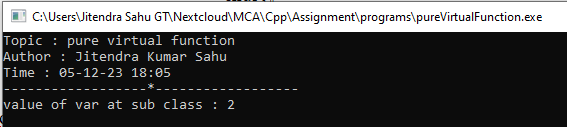 C:\Users\Jitendra Sahu GT\Nextcloud\MCA\Cpp\Assignment\programs\pureVirtualFunction.exe
Topic : pure virtual function
Author : Jitendra Kumar Sahu
Time : 05-12-23 18:05
------------------*------------------
value of var at sub class : 2